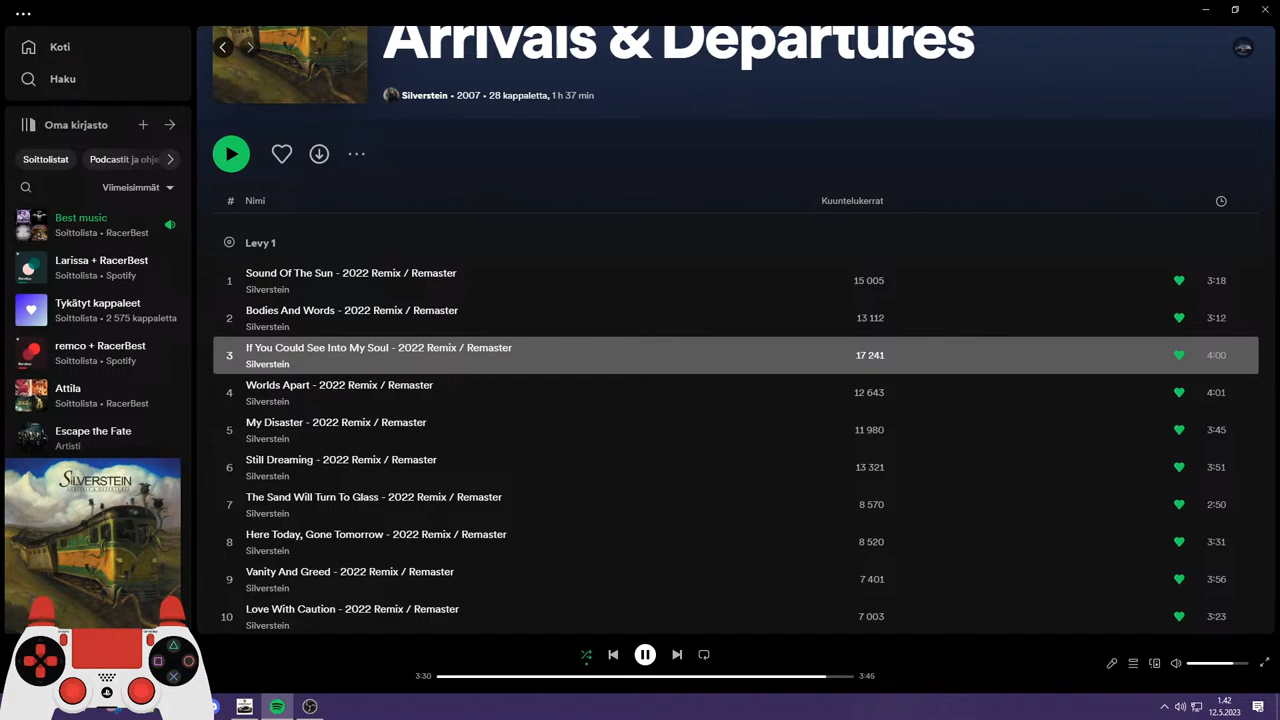 Arrivals & Departures
Silverstein • 2007 • 28 kappaletta, 1 h 37 min
Koti
Haku
Oma kirjasto
Soittolistat
Podcastit ja ohje
Viimeisimmät
Best music
Soittolista • RacerBest
Larissa + RacerBest
Soittolista • Spotify
Tykätyt kappaleet
Soittolista • 2 575 kappaletta
remco + RacerBest
Soittolista • Spotify
Attila
Soittolista • RacerBest
Escape the Fate
Artisti
SILVERSTEIN
# Nimi Kuuntelukerrat
Levy 1
1 Sound Of The Sun - 2022 Remix / Remaster 15 005 3:18
Silverstein
2 Bodies And Words - 2022 Remix / Remaster 13 112 3:12
Silverstein
3 If You Could See Into My Soul - 2022 Remix / Remaster 17 241 4:00
Silverstein
4 Worlds Apart - 2022 Remix / Remaster 12 643 4:01
Silverstein
5 My Disaster - 2022 Remix / Remaster 11 980 3:45
Silverstein
6 Still Dreaming - 2022 Remix / Remaster 13 321 3:51
Silverstein
7 The Sand Will Turn To Glass - 2022 Remix / Remaster 8 570 2:50
Silverstein
8 Here Today, Gone Tomorrow - 2022 Remix / Remaster 8 520 3:31
Silverstein
9 Vanity And Greed - 2022 Remix / Remaster 7 401 3:56
Silverstein
10 Love With Caution - 2022 Remix / Remaster 7 003 3:23
Silverstein
3:30 3:45
1.42
12.5.2023